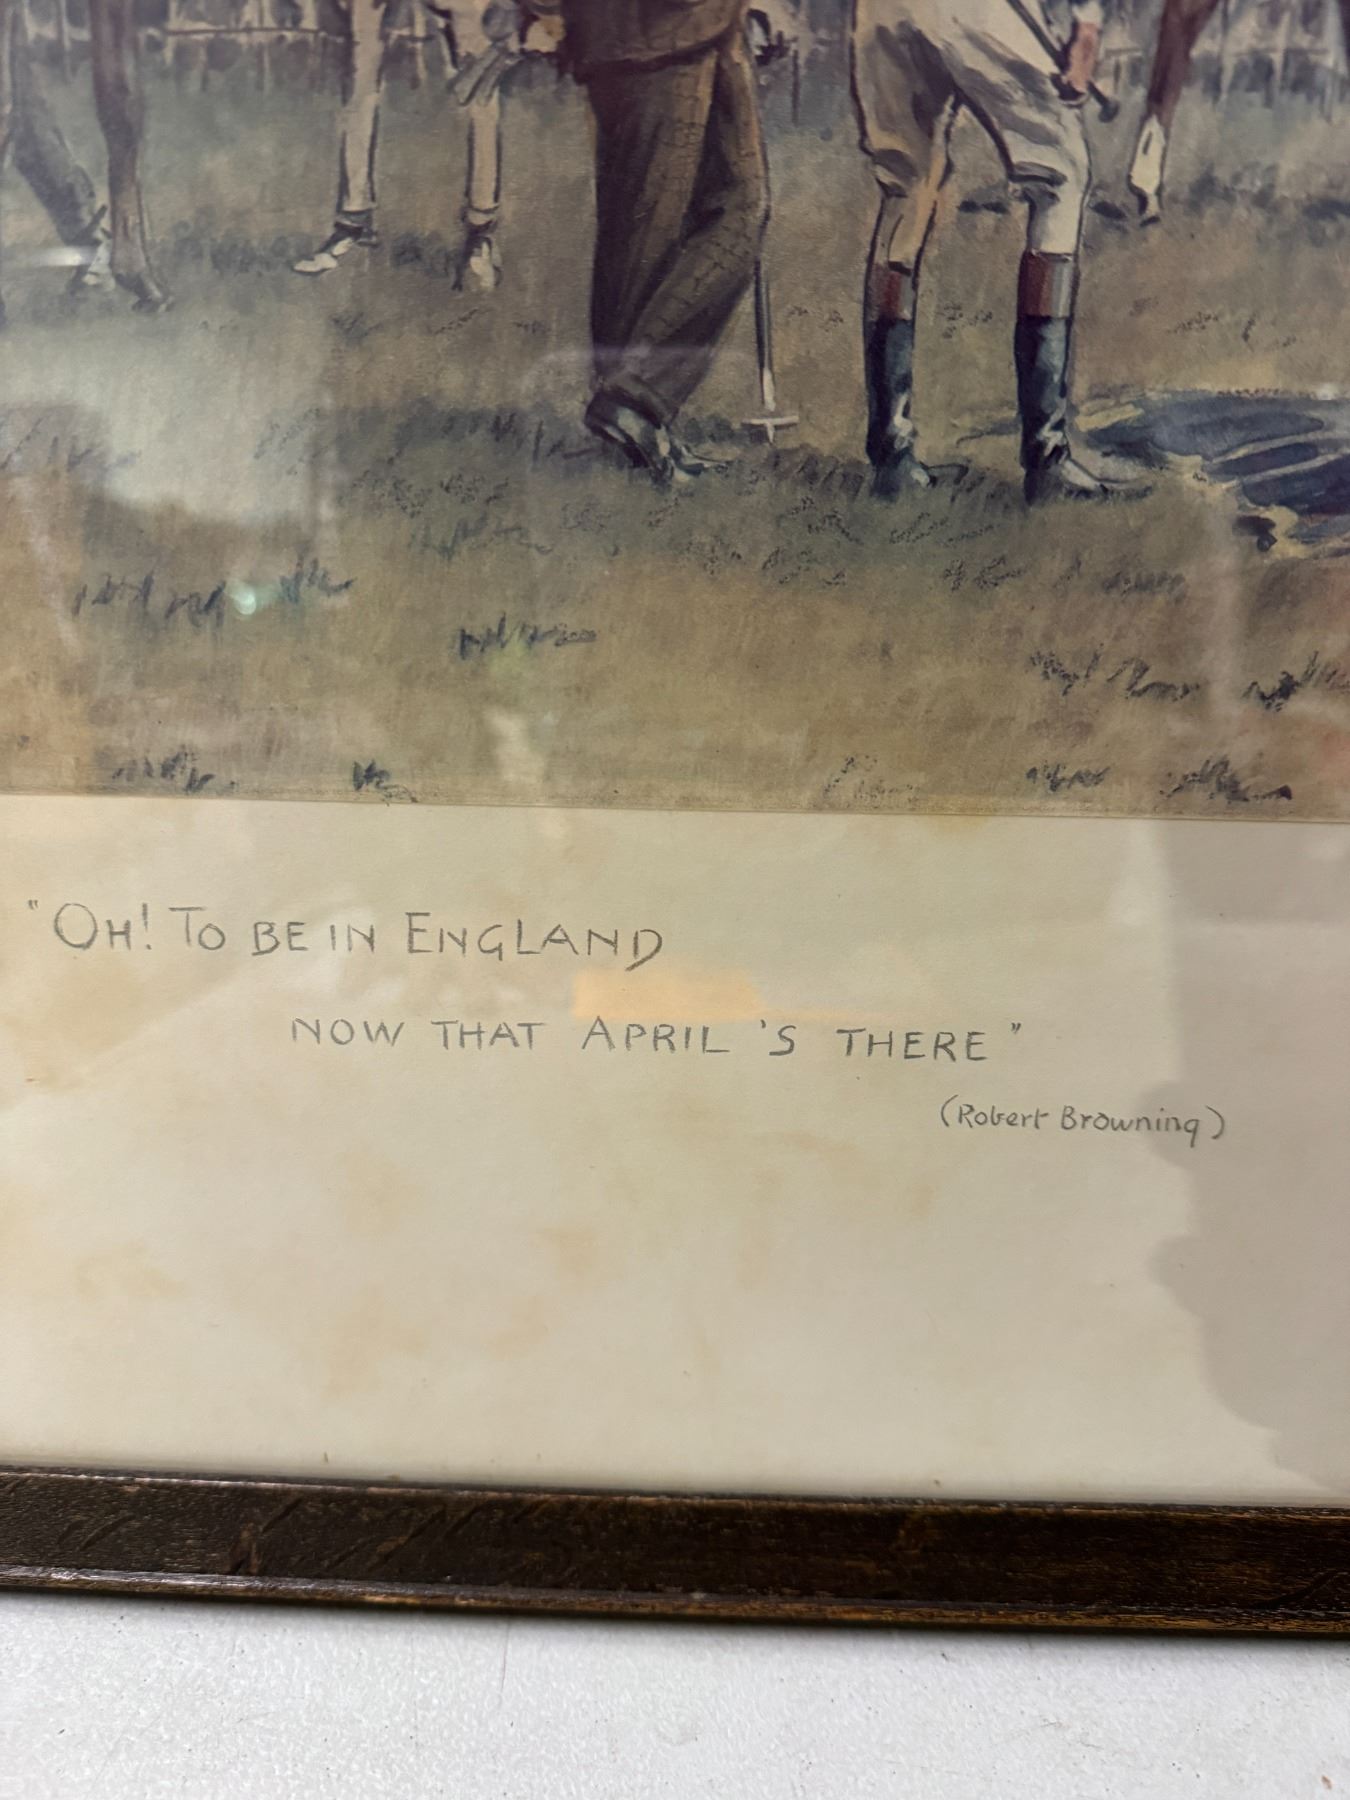 "OH! TO BE IN ENGLAND
NOW THAT APRIL 'S THERE"
(Robert Browning)